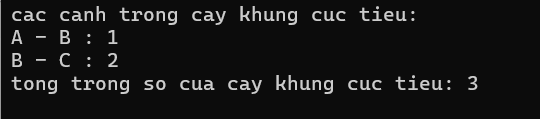 cac canh trong cay khung cuc tieu:
A - B : 1
B - C : 2
tong trong so cua cay khung cuc tieu: 3